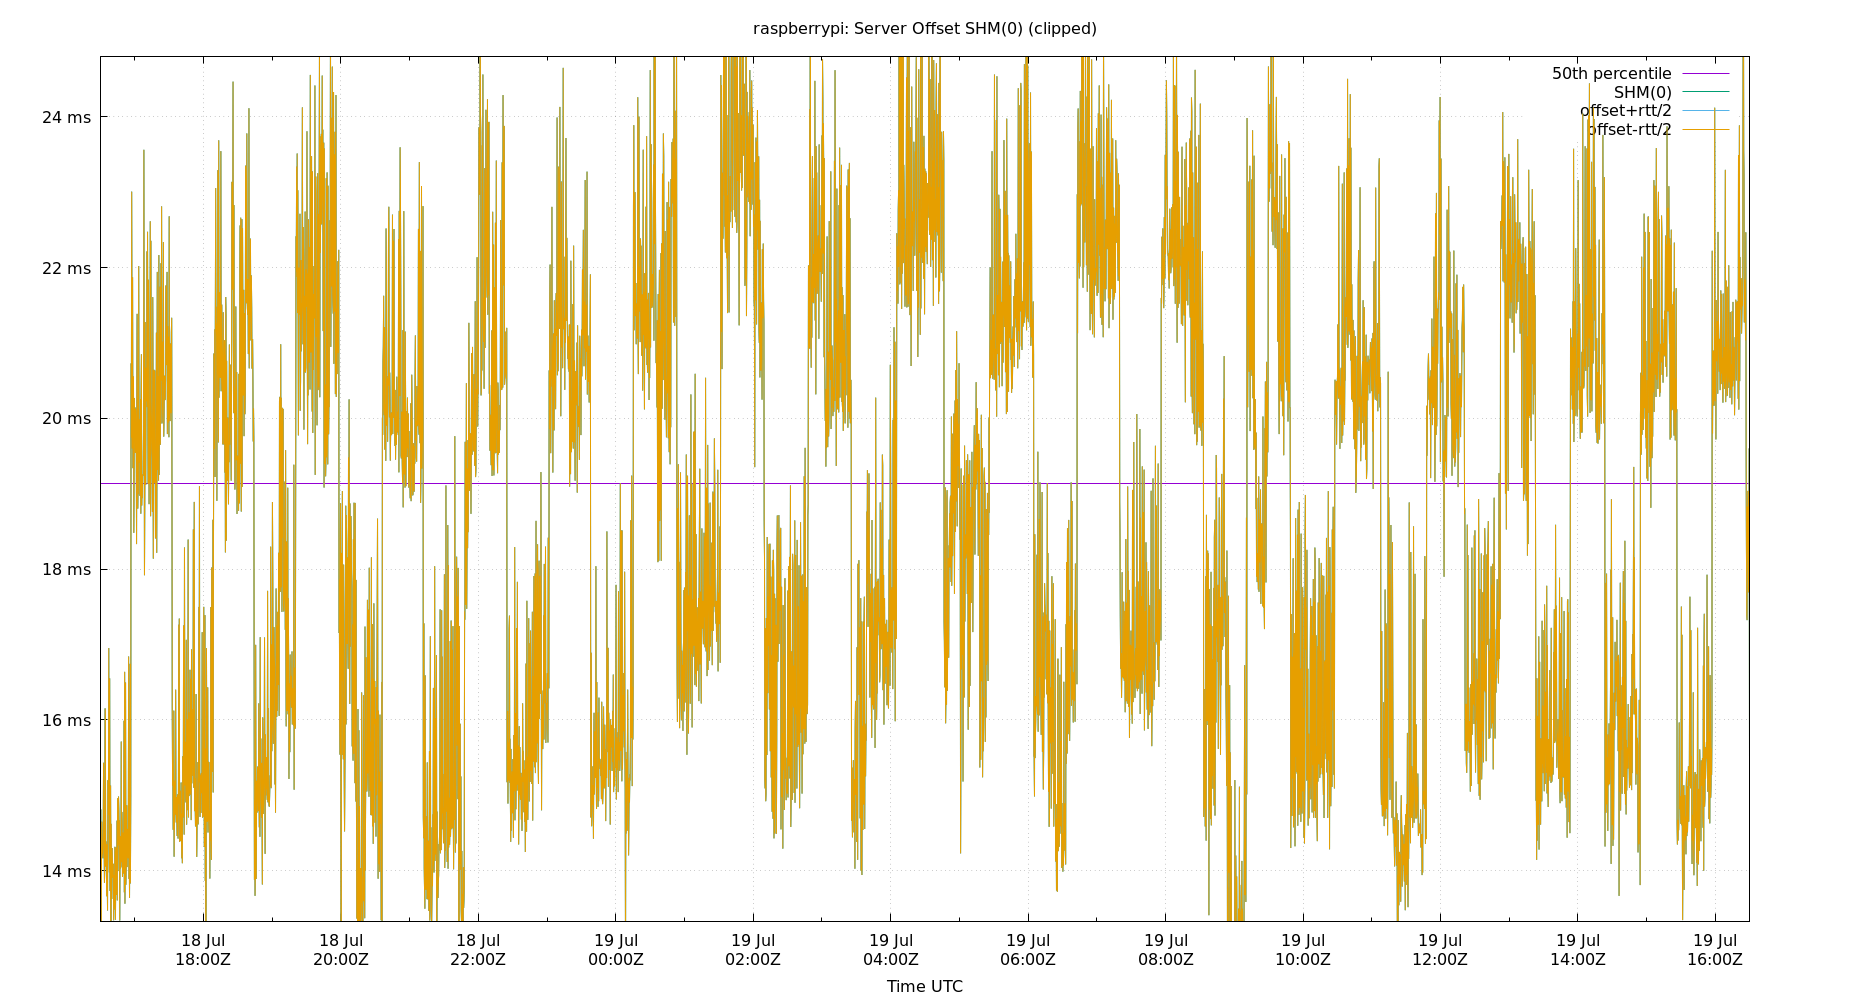 raspberrypi: Server Offset SHM(0) (clipped)
50th percentile
SHM(0)
offset+rtt/2
offset-rtt/2
24 ms
22 ms
20 ms
18 ms
16 ms
14 ms
18 Jul 18 Jul 18 Jul 19 Jul 19 Jul 19 Jul 19 Jul 19 Jul 19 Jul 19 Jul 19 Jul 19 Jul
18:00Z 20:00Z 22:00Z 00:00Z 02:00Z 04:00Z 06:00Z 08:00Z 10:00Z 12:00Z 14:00Z 16:00Z
Time UTC